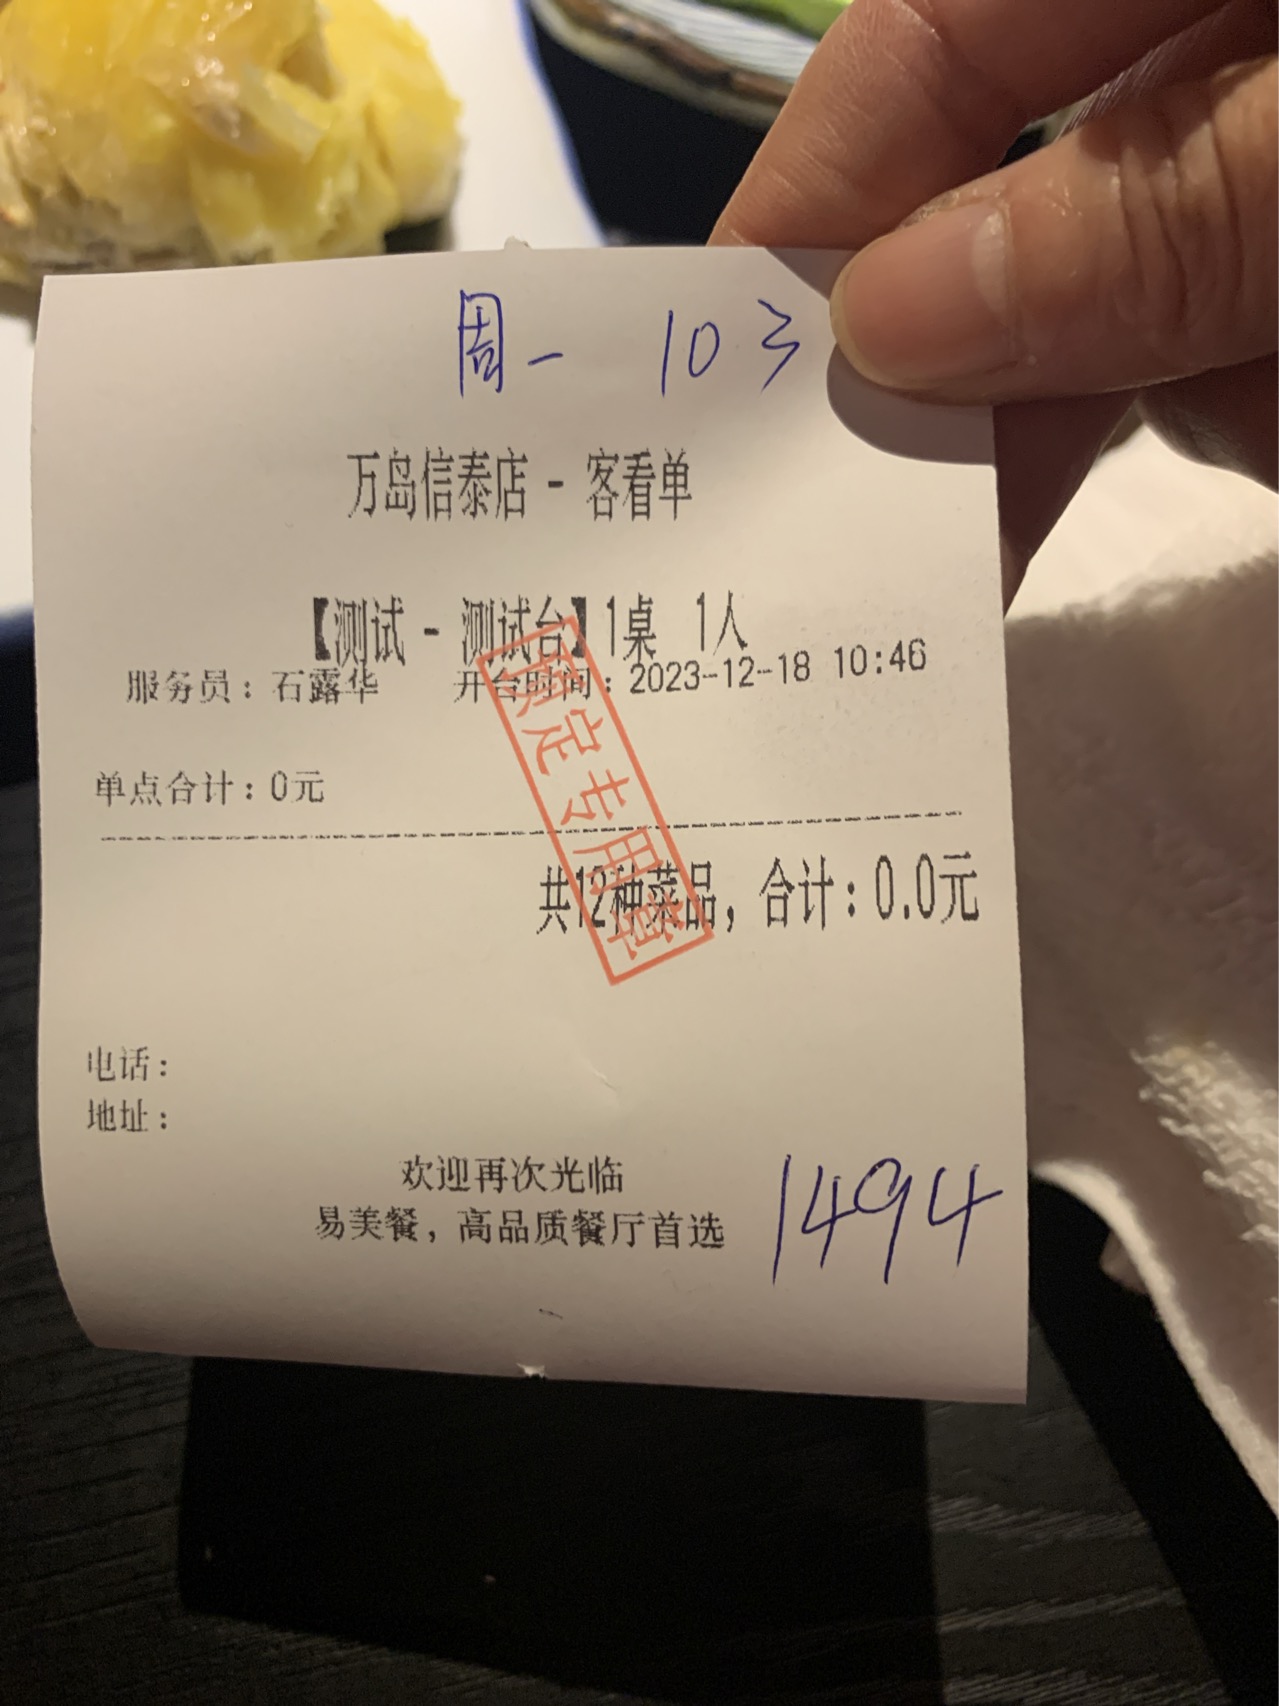 周一 103
万岛信泰店 - 客看单
【测试 - 测试台】1桌 1人
服务员：石露华 开台时间：2023-12-18 10:46
单点合计：0元
共12种菜品，合计：0.0元
预定专用章
电话：
地址：
欢迎再次光临
易美餐，高品质餐厅首选
1494